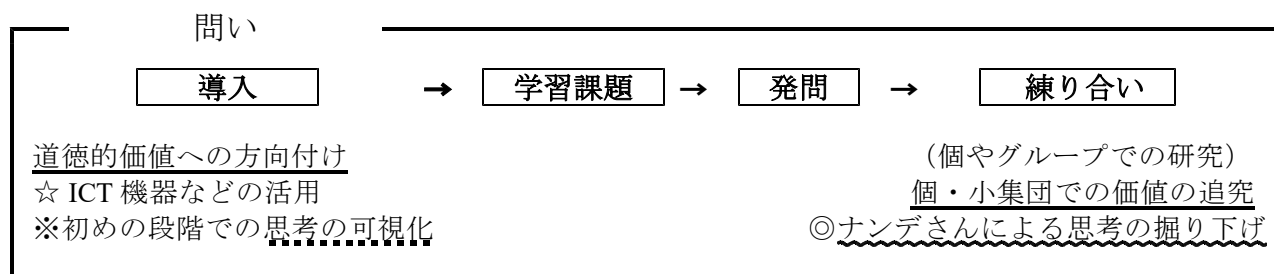 問い
導入 → 学習課題 → 発問 → 練り合い
道徳的価値への方向付け (個やグループでの研究)
☆ICT 機器などの活用 個・小集団での価値の追究
※初めの段階での思考の可視化 ◎ナンデさんによる思考の掘り下げ